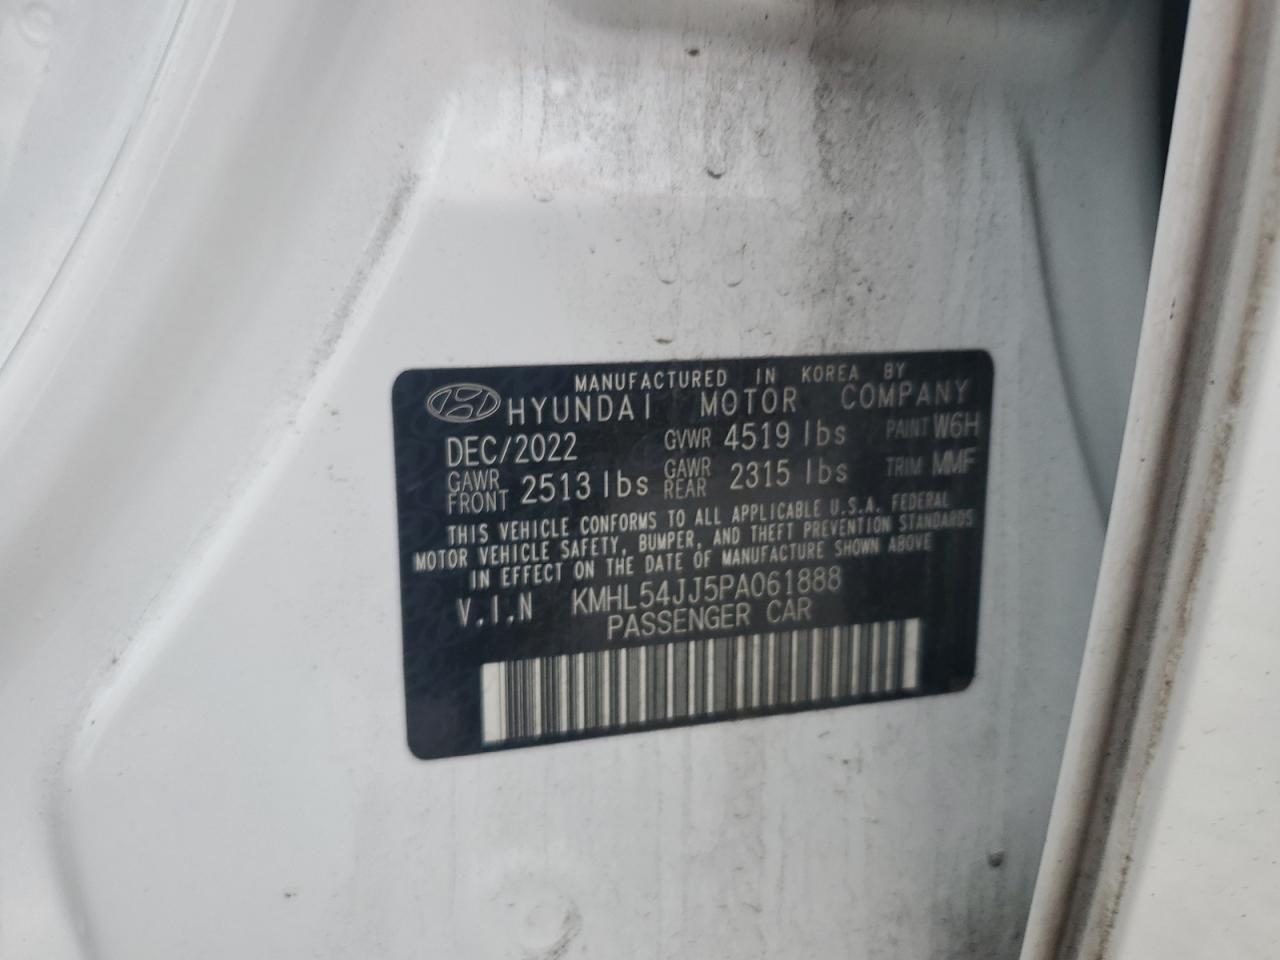 MANUFACTURED IN KOREA BY
HYUNDAI MOTOR COMPANY
DEC/2022 GVWR 4519 lbs PAINT W6H
GAWR FRONT 2513 lbs GAWR REAR 2315 lbs TRIM MMF
THIS VEHICLE CONFORMS TO ALL APPLICABLE U.S.A. FEDERAL
MOTOR VEHICLE SAFETY, BUMPER, AND THEFT PREVENTION STANDARDS
IN EFFECT ON THE DATE OF MANUFACTURE SHOWN ABOVE
V.I.N KMHL54JJ5PA061888
PASSENGER CAR